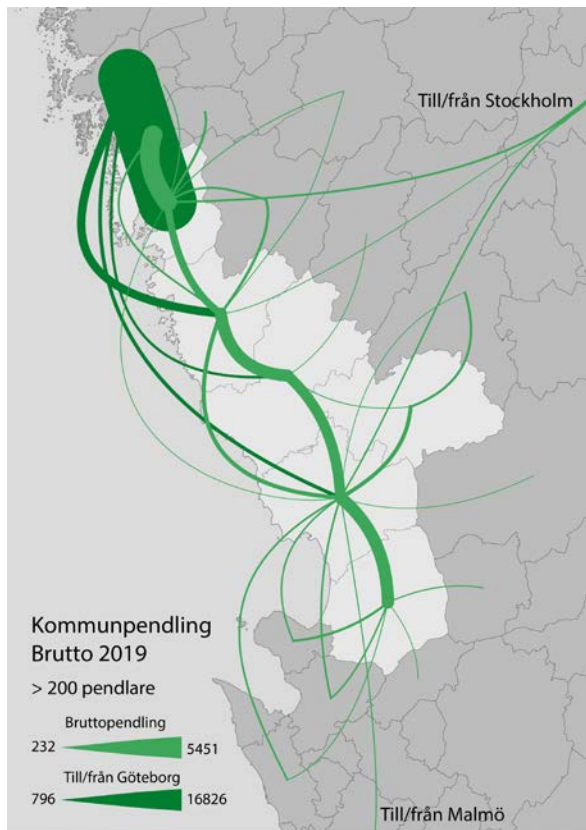 Till/från Stockholm
Kommunpendling
Brutto 2019
> 200 pendlare
Bruttopendling
232 5451
Till/från Göteborg
796 16826
Till/från Malmö